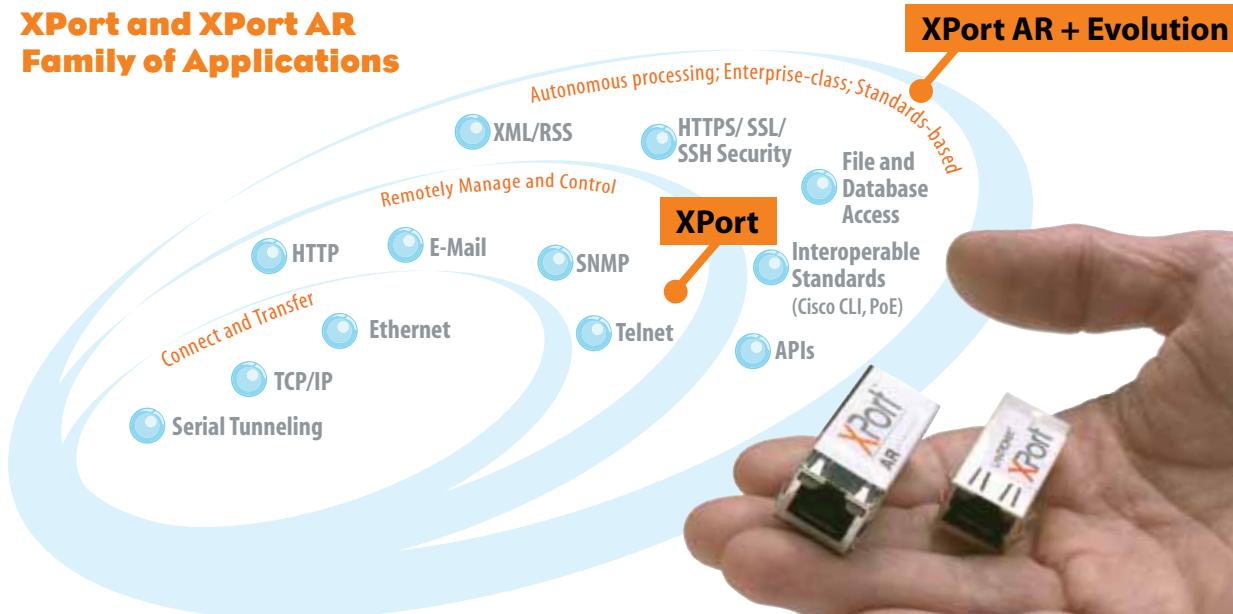 XPort and XPort AR
Family of Applications
XPort AR + Evolution
Autonomous processing; Enterprise-class; Standards-based
XML/RSS
HTTPS/ SSL/
SSH Security
File and
Database
Access
Remotely Manage and Control
XPort
HTTP
E-Mail
SNMP
Interoperable
Standards
(Cisco CLI, PoE)
Connect and Transfer
Ethernet
Telnet
APIs
TCP/IP
Serial Tunneling
XPort
AR
LANTRONIX
XPort